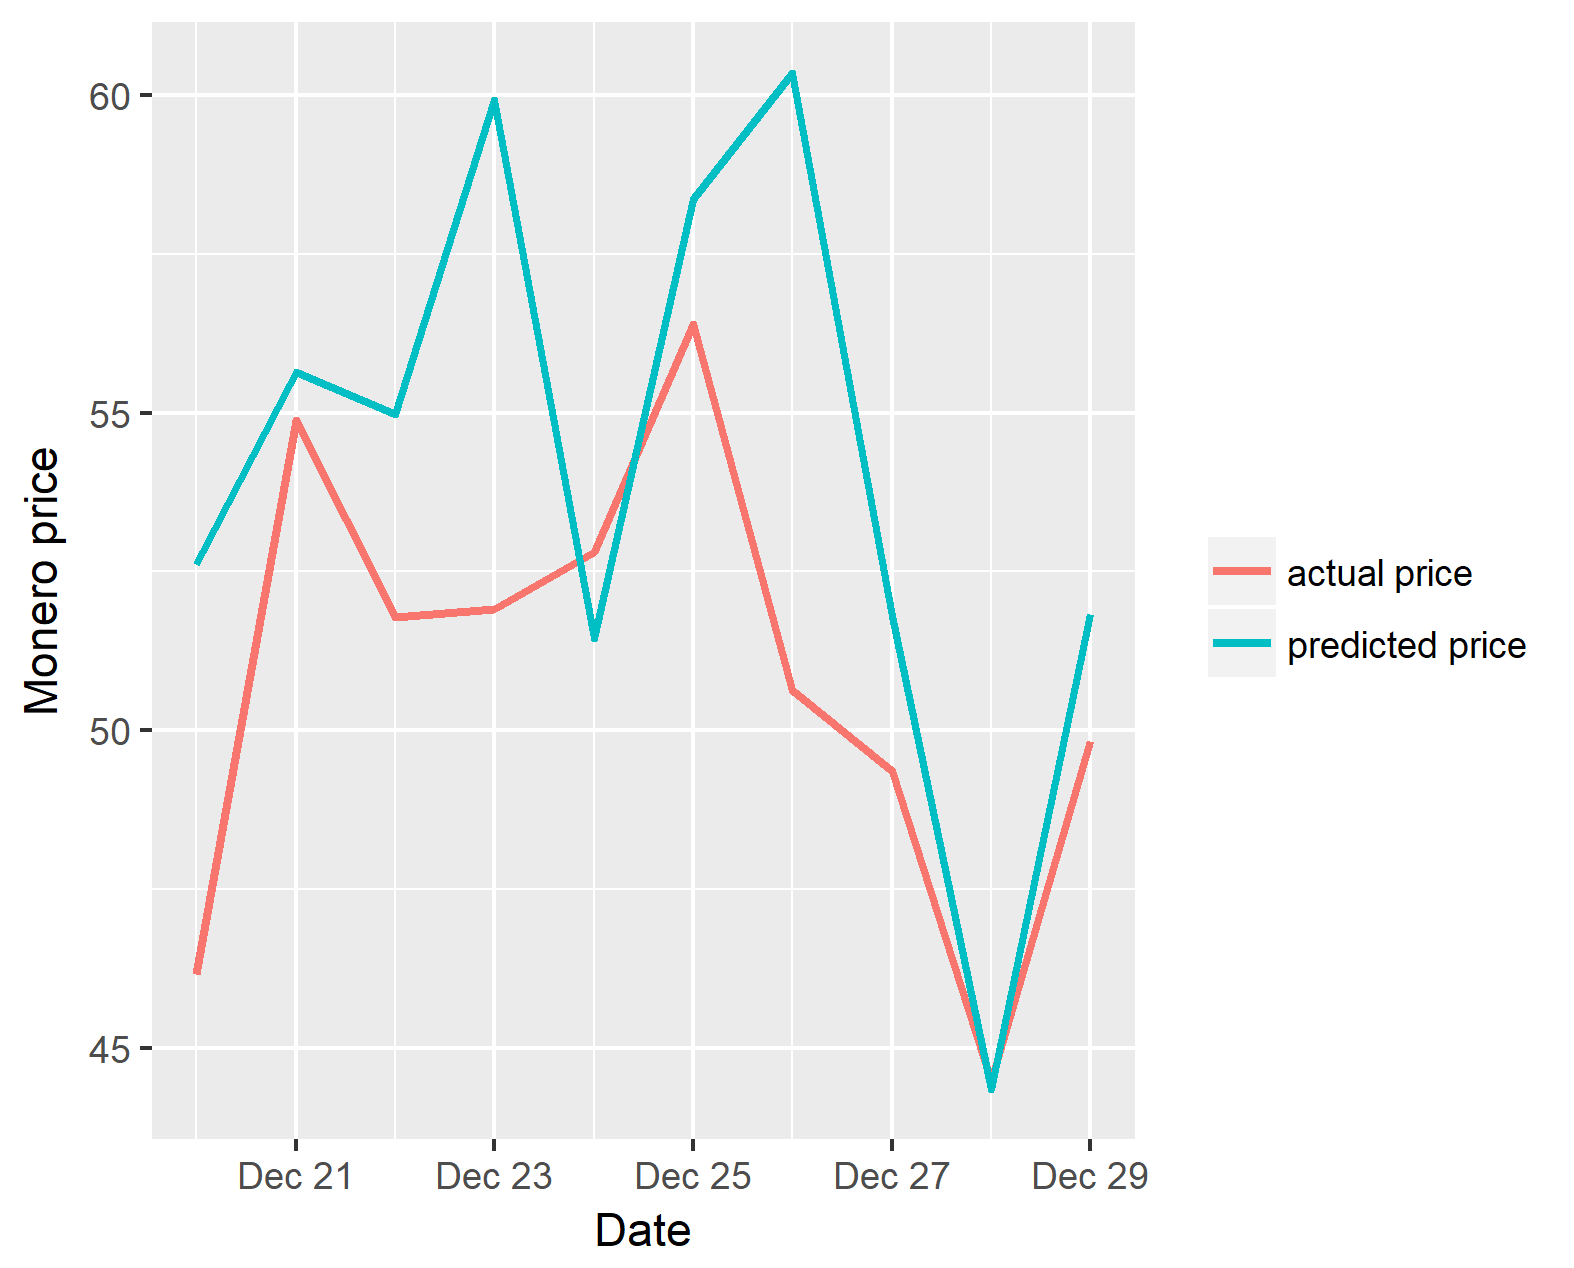 60
55
50
45
Monero price
Dec 21
Dec 23
Dec 25
Dec 27
Dec 29
Date
actual price
predicted price